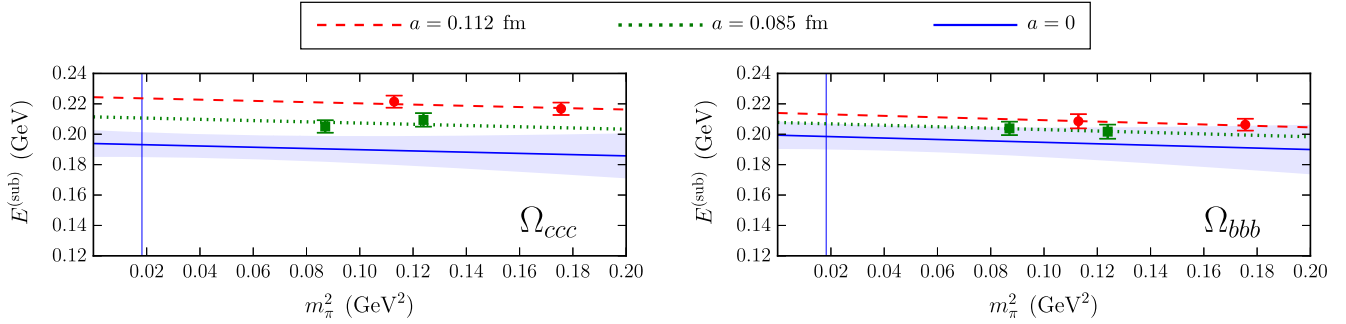 a = 0.112 fm a = 0.085 fm a = 0
0.24 0.22 0.20 0.18 0.16 0.14 0.12
E^(sub) (GeV)
Ω_ccc
0.02 0.04 0.06 0.08 0.10 0.12 0.14 0.16 0.18 0.20
m_π^2 (GeV^2)
0.24 0.22 0.20 0.18 0.16 0.14 0.12
E^(sub) (GeV)
Ω_bbb
0.02 0.04 0.06 0.08 0.10 0.12 0.14 0.16 0.18 0.20
m_π^2 (GeV^2)